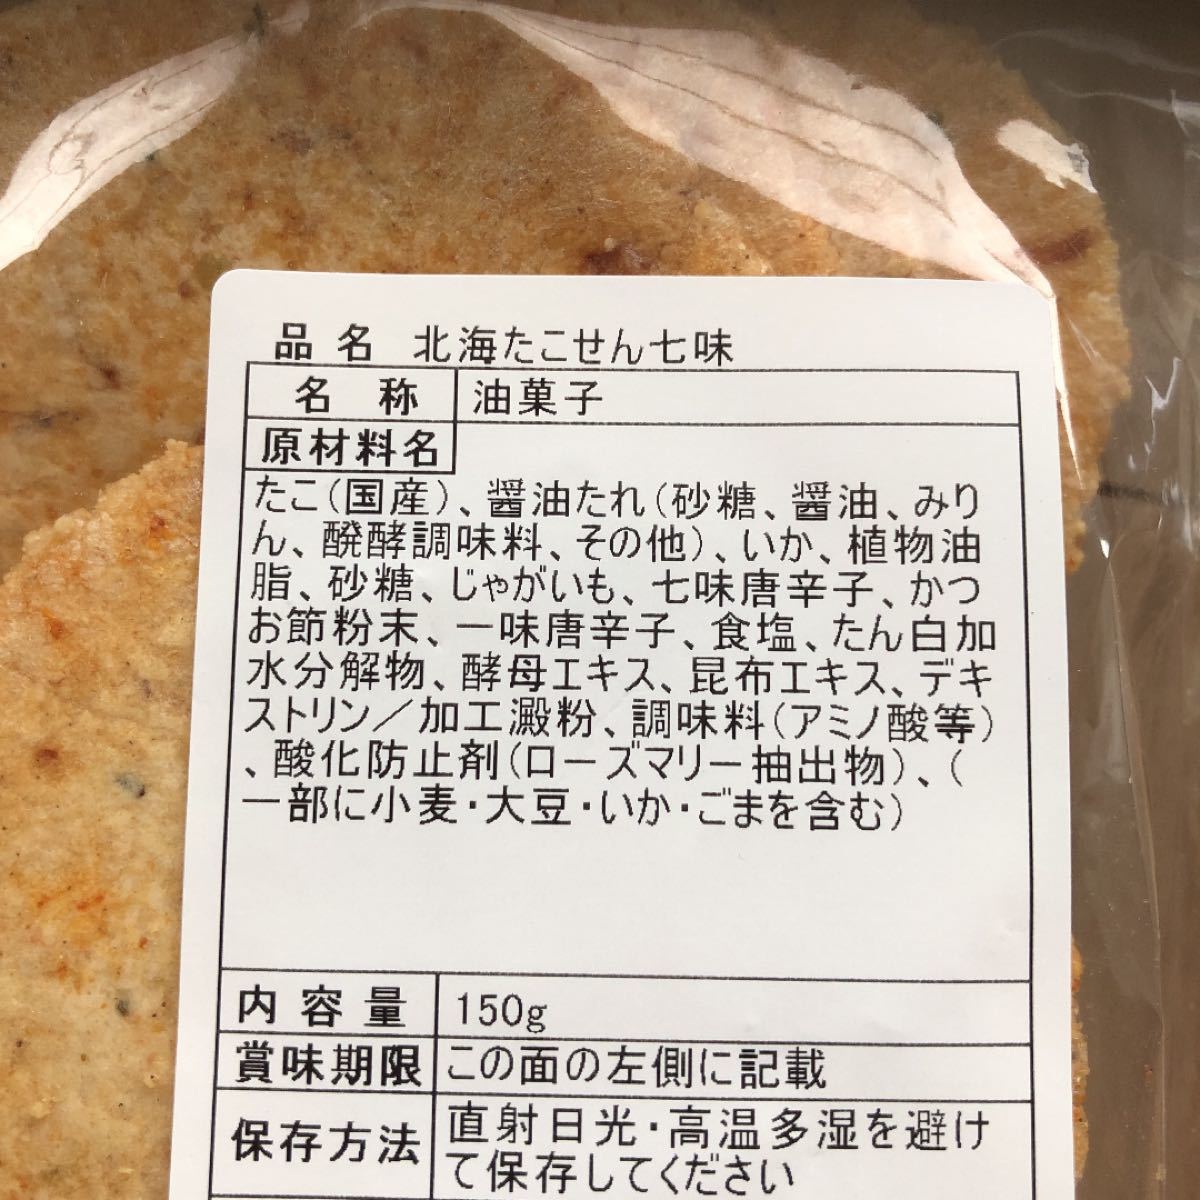 品名 北海たこせん七味
名称 油菓子
原材料名
たこ(国産)、醤油たれ(砂糖、醤油、みり
ん、醗酵調味料、その他)、いか、植物油
脂、砂糖、じゃがいも、七味唐辛子、かつ
お節粉末、一味唐辛子、食塩、たん白加
水分解物、酵母エキス、昆布エキス、デキ
ストリン/加工澱粉、調味料(アミノ酸等)
、酸化防止剤(ローズマリー抽出物)、(
一部に小麦・大豆・いか・ごまを含む)
内容量 150g
賞味期限 この面の左側に記載
保存方法 直射日光・高温多湿を避け
て保存してください